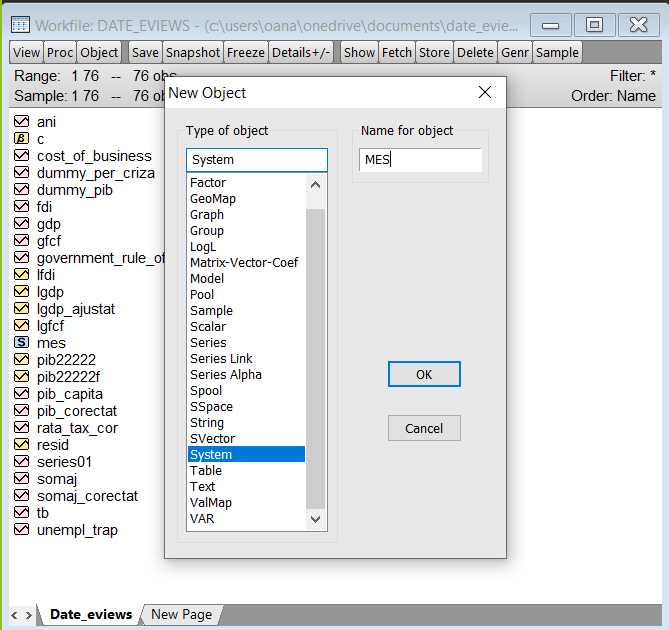 Workfile: DATE_EVIEWS - (c:\users\oana\onedrive\documents\date_evie...
View Proc Object Save Snapshot Freeze Details+/- Show Fetch Store Delete Genr Sample
Range: 1 76 -- 76 obs
Filter: *
Sample: 1 76 -- 76
Order: Name
ani
β c
cost_of_business
dummy_per_criza
dummy_pib
fdi
gdp
gfcf
government_rule_of
lfdi
lgdp
lgdp_ajustat
lgfcf
S mes
pib22222
pib22222f
pib_capita
pib_corectat
rata_tax_cor
resid
series01
somaj
somaj_corectat
tb
unempl_trap
New Object
Type of object
System
Factor
GeoMap
Graph
Group
LogL
Matrix-Vector-Coef
Model
Pool
Sample
Scalar
Series
Series Link
Series Alpha
Spool
SSpace
String
SVector
System
Table
Text
ValMap
VAR
Name for object
MES
OK
Cancel
< > Date_eviews New Page